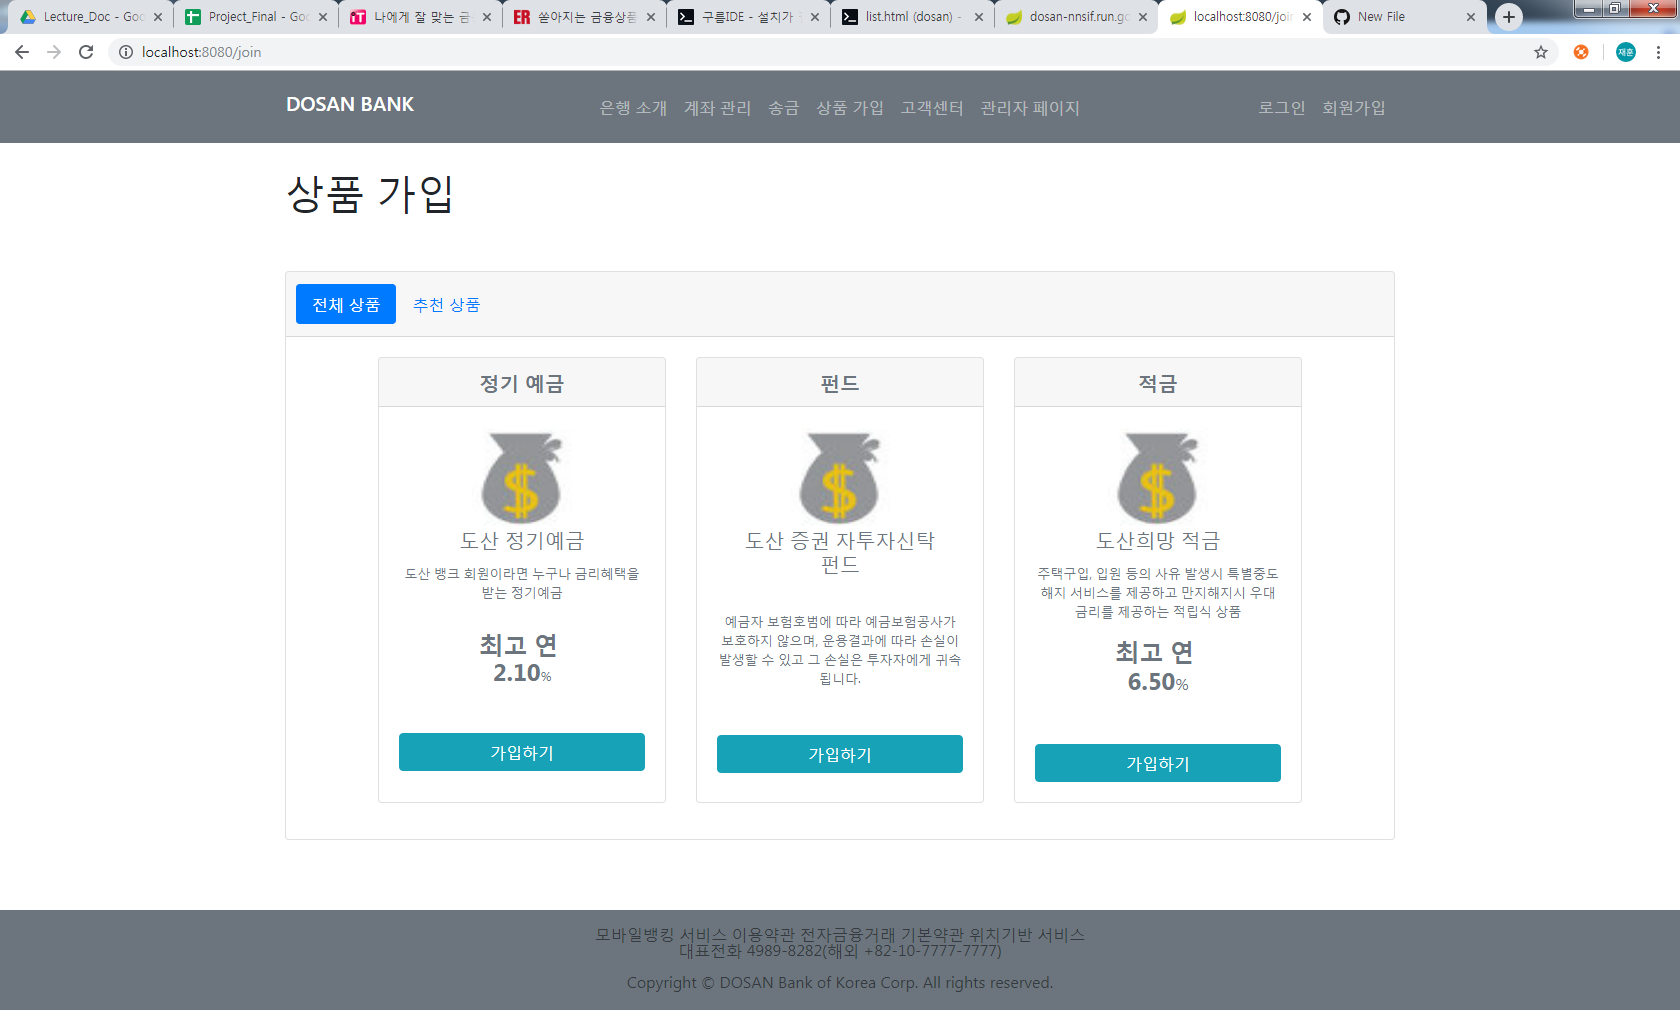 Lecture_Doc - Goo
Project_Final - Goo
나에게 잘 맞는 금
쏟아지는 금융상품
구름IDE - 설치가
list.html (dosan) -
dosan-nnsif.run.go
localhost:8080/join
New File
localhost:8080/join
재훈
DOSAN BANK
은행 소개 계좌 관리 송금 상품 가입 고객센터 관리자 페이지
로그인 회원가입
상품 가입
전체 상품 추천 상품
정기 예금
도산 정기예금
도산 뱅크 회원이라면 누구나 금리혜택을
받는 정기예금
최고 연
2.10%
가입하기
펀드
도산 증권 자투자신탁
펀드
예금자 보험호범에 따라 예금보험공사가
보호하지 않으며, 운용결과에 따라 손실이
발생할 수 있고 그 손실은 투자자에게 귀속
됩니다.
가입하기
적금
도산희망 적금
주택구입, 입원 등의 사유 발생시 특별중도
해지 서비스를 제공하고 만지해지시 우대
금리를 제공하는 적립식 상품
최고 연
6.50%
가입하기
모바일뱅킹 서비스 이용약관 전자금융거래 기본약관 위치기반 서비스
대표전화 4989-8282(해외 +82-10-7777-7777)
Copyright © DOSAN Bank of Korea Corp. All rights reserved.